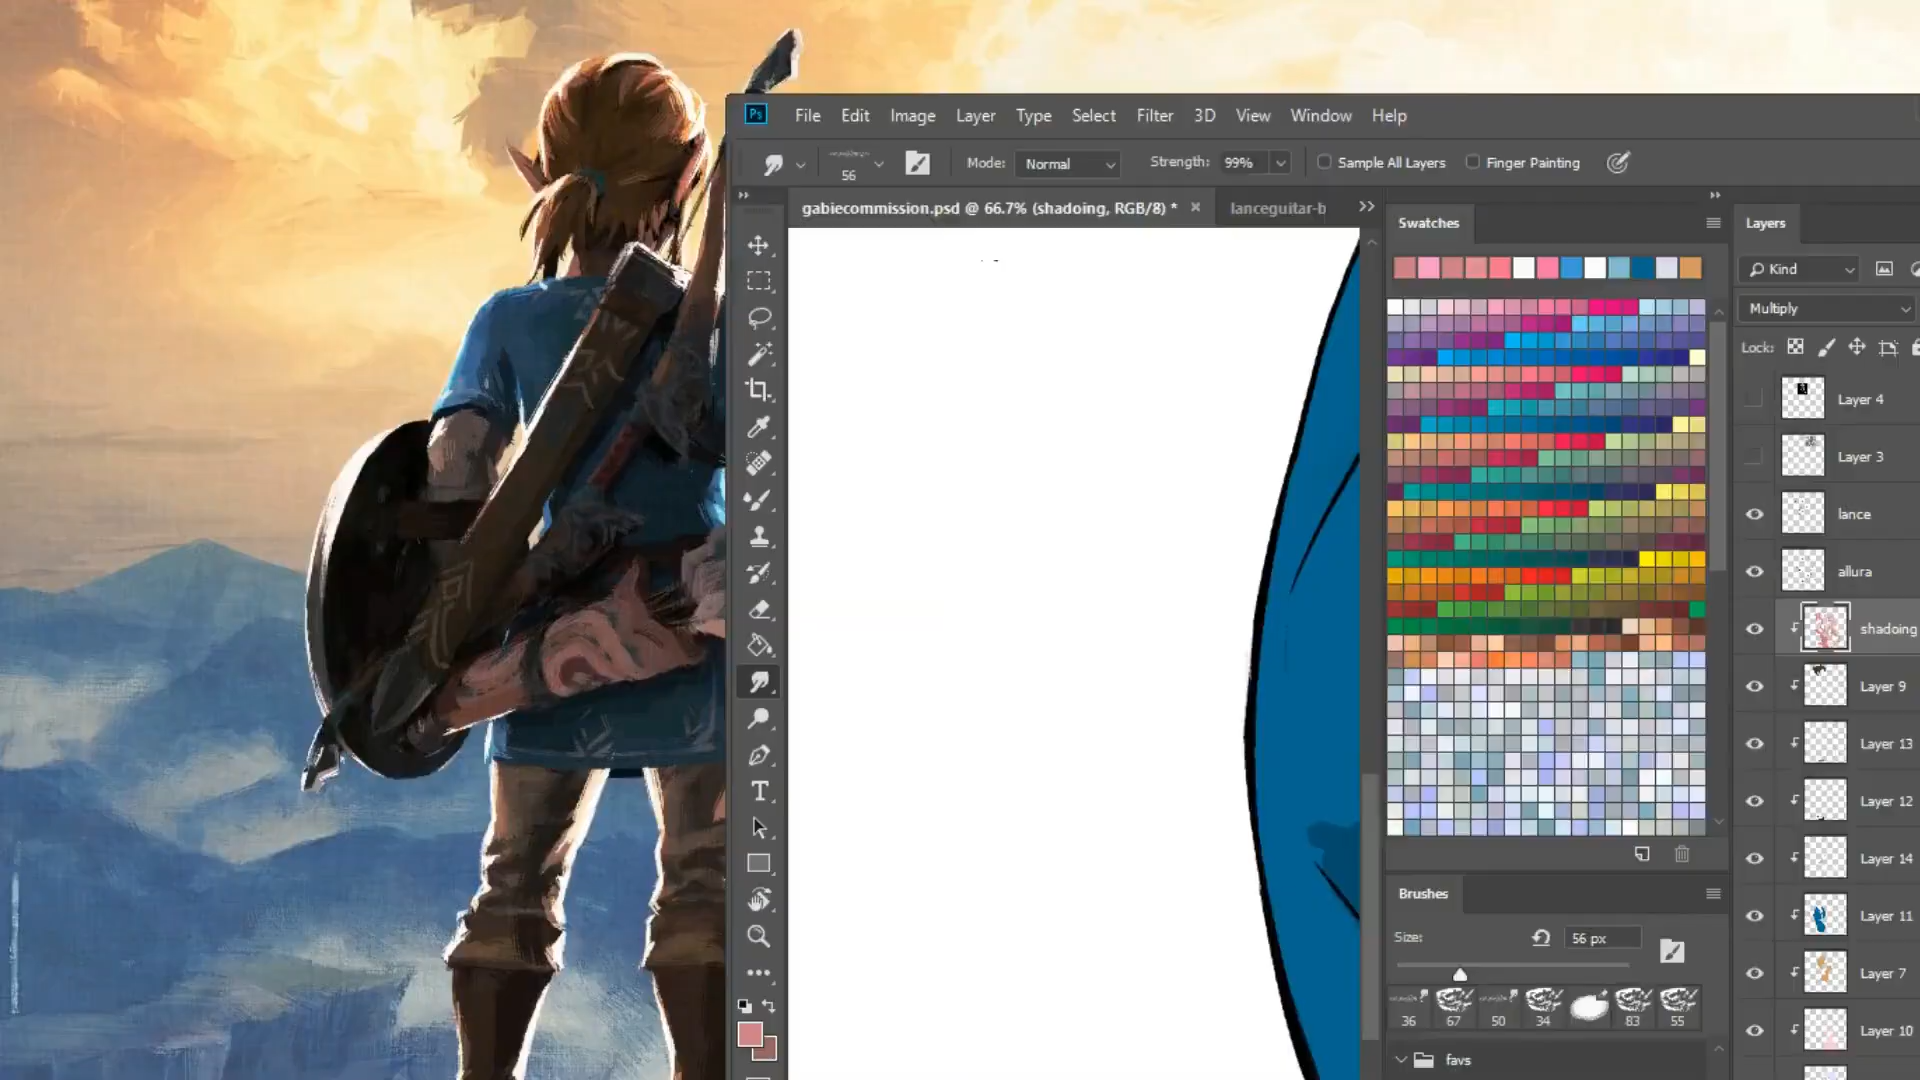 Ps File Edit Image Layer Type Select Filter 3D View Window Help
56 Mode: Normal Strength: 99% Sample All Layers Finger Painting
gabiecommission.psd @ 66.7% (shadoing, RGB/8) * × lanceguitar-b
Swatches
Layers
Kind
Multiply
Lock:
Layer 4
Layer 3
lance
allura
shadoing
Layer 9
Layer 13
Layer 12
Layer 14
Layer 11
Layer 7
Layer 10
Brushes
Size: 56 px
36 67 50 34 83 55
favs